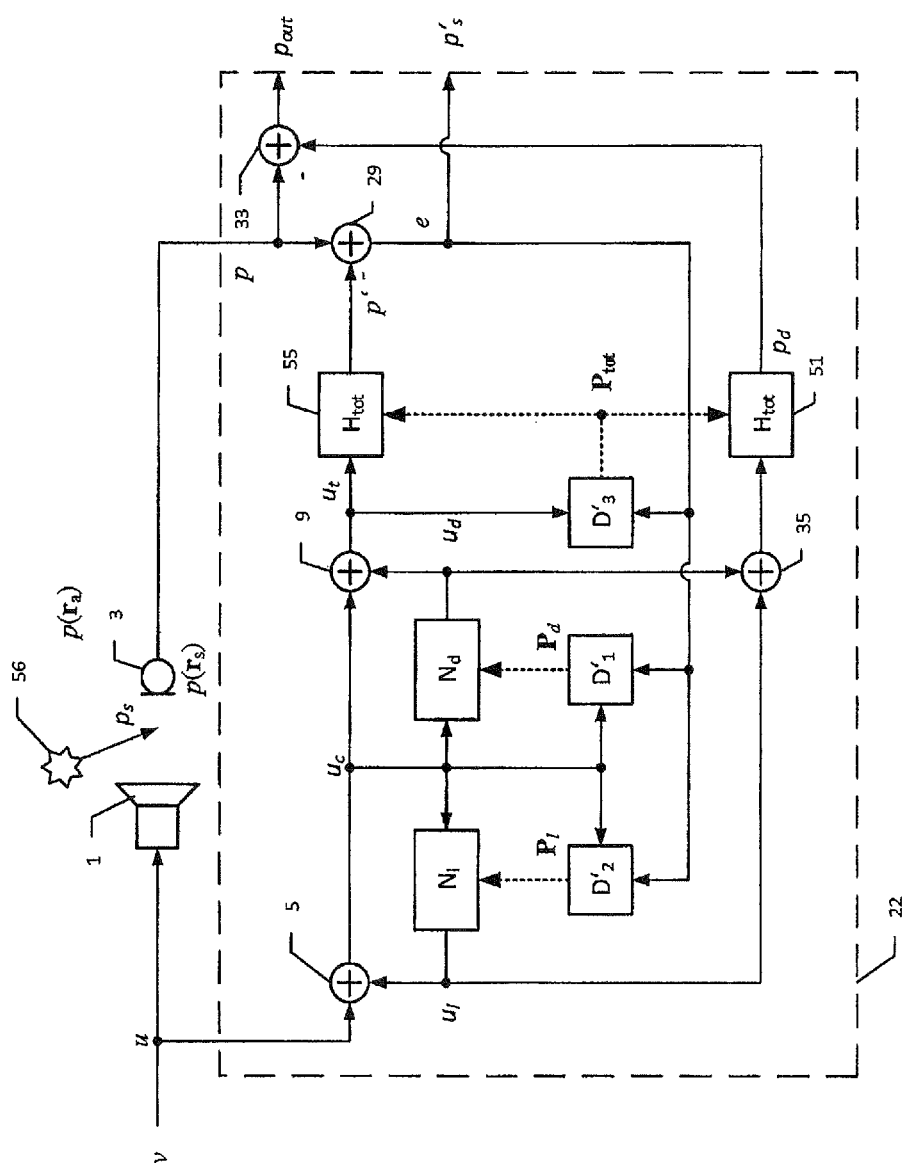 v
u
1
56
p_s
p(r_a)
3
p(r_s)
5
u_l
N_l
P_l
D'_2
u_c
N_d
P_d
D'_1
9
u_t
u_d
D'_3
35
H_tot
55
P_tot
H_tot
51
p_d
p'
-
p
29
e
33
-
p_out
p'_s
22